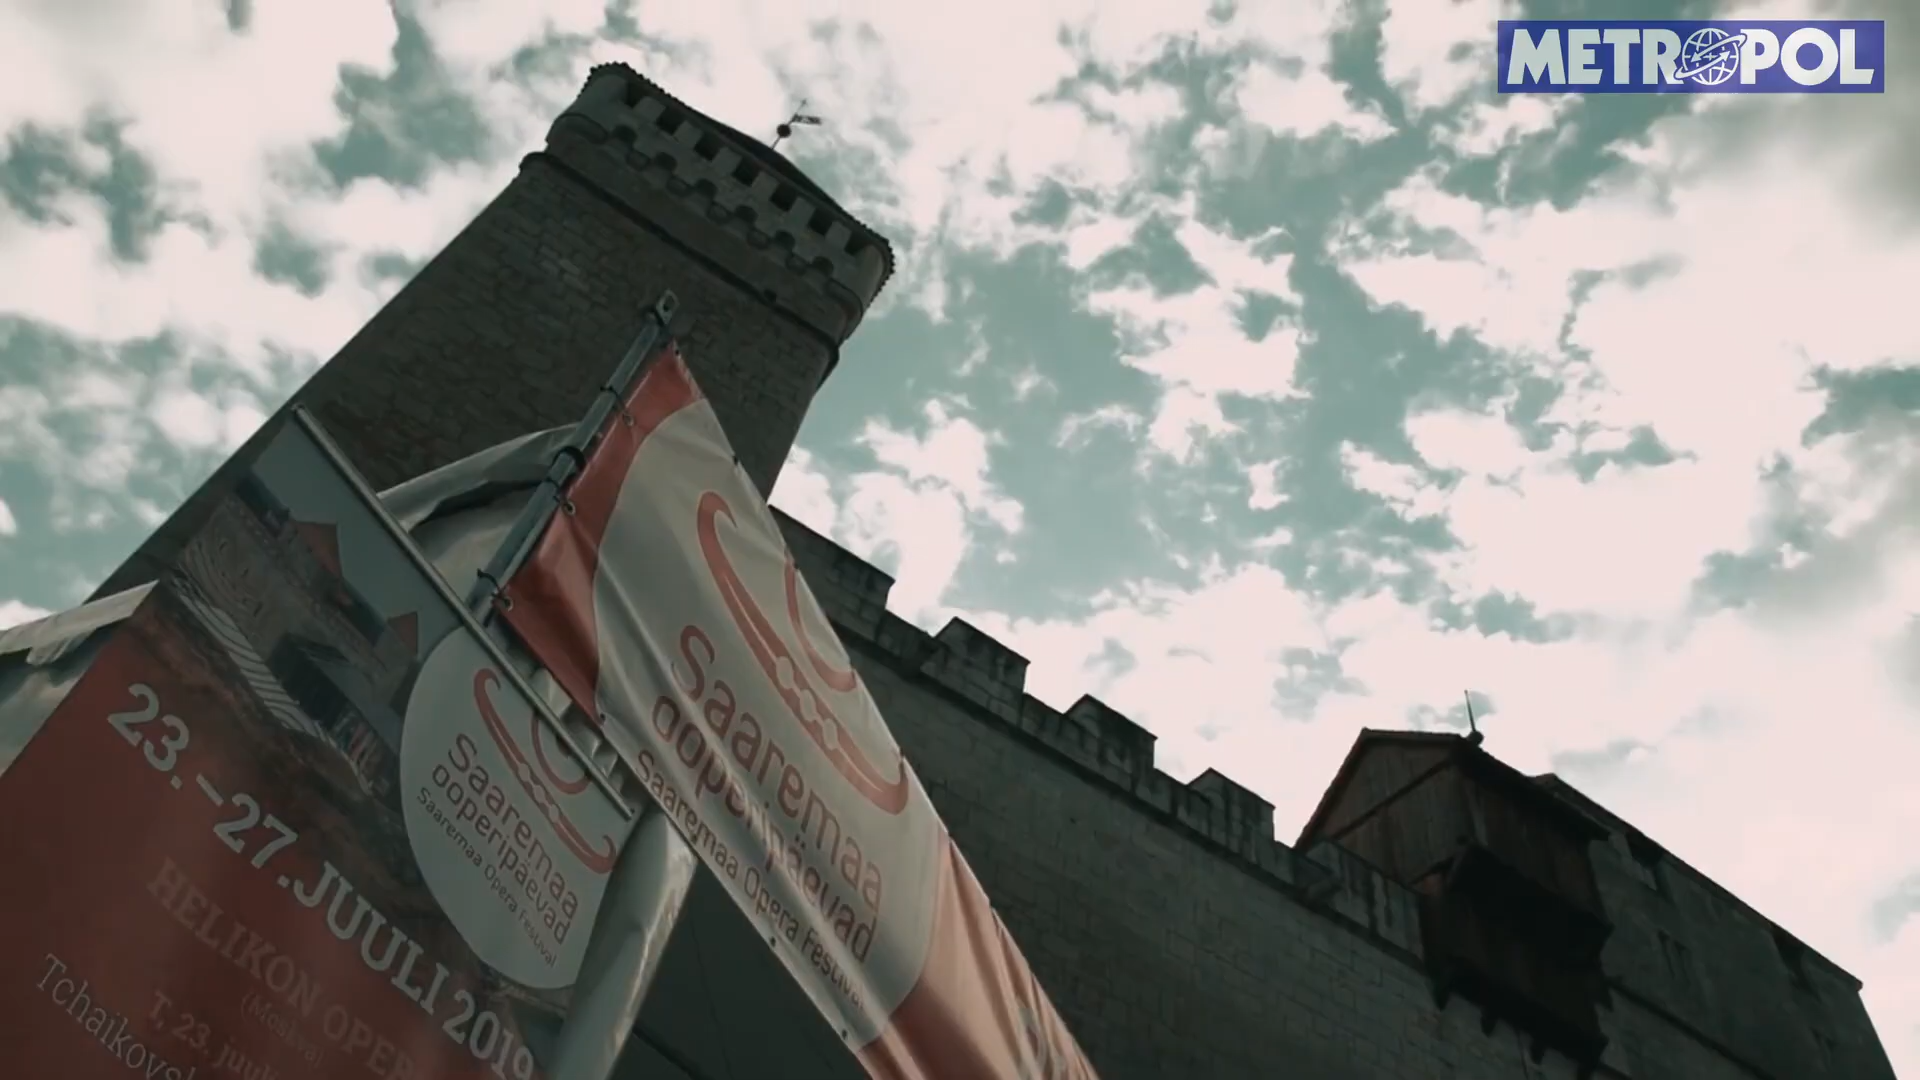 METROPOL
Saaremaa
ooperipäevad
Saaremaa Opera Festival
Saaremaa
ooperipäevad
Saaremaa Opera Festival
23.–27.JUULI 2019
HELIKON OPER
(Moskva)
T, 23. juuli